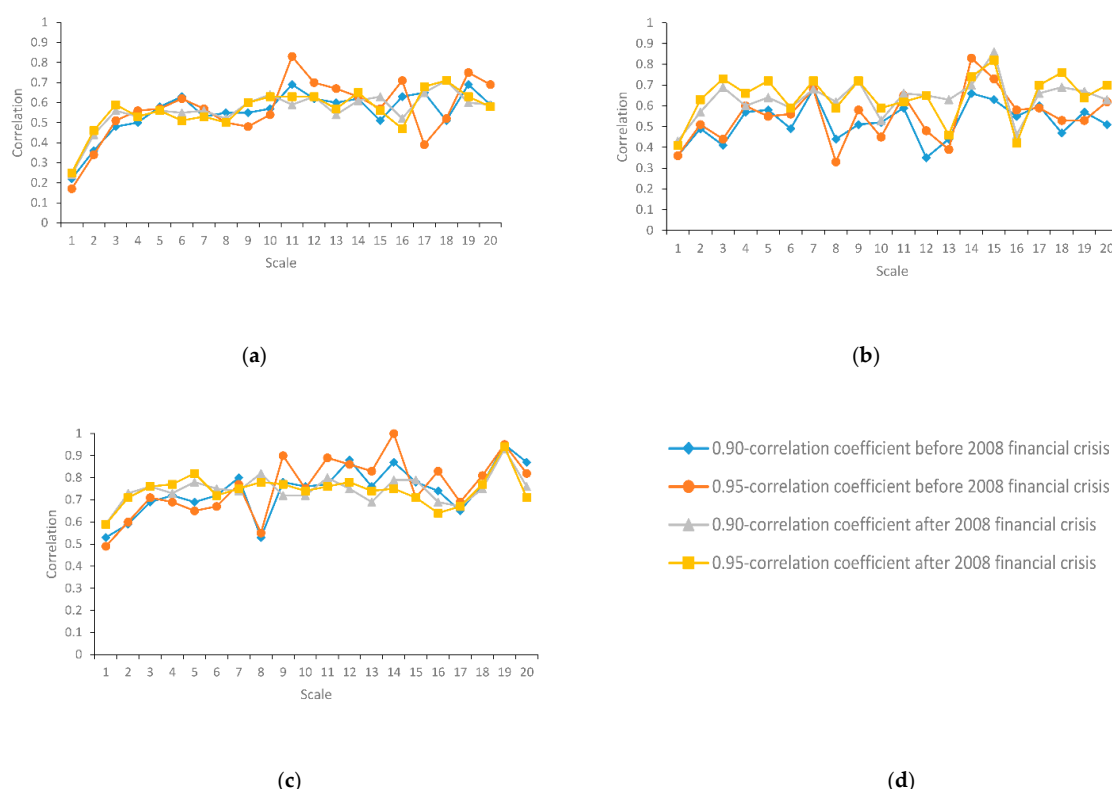 1
0.9
0.8
0.7
0.6
0.5
0.4
0.3
0.2
0.1
0
Correlation
1 2 3 4 5 6 7 8 9 10 11 12 13 14 15 16 17 18 19 20
Scale
(a)
1
0.9
0.8
0.7
0.6
0.5
0.4
0.3
0.2
0.1
0
Correlation
1 2 3 4 5 6 7 8 9 10 11 12 13 14 15 16 17 18 19 20
Scale
(b)
1
0.9
0.8
0.7
0.6
0.5
0.4
0.3
0.2
0.1
0
Correlation
1 2 3 4 5 6 7 8 9 10 11 12 13 14 15 16 17 18 19 20
Scale
(c)
0.90-correlation coefficient before 2008 financial crisis
0.95-correlation coefficient before 2008 financial crisis
0.90-correlation coefficient after 2008 financial crisis
0.95-correlation coefficient after 2008 financial crisis
(d)